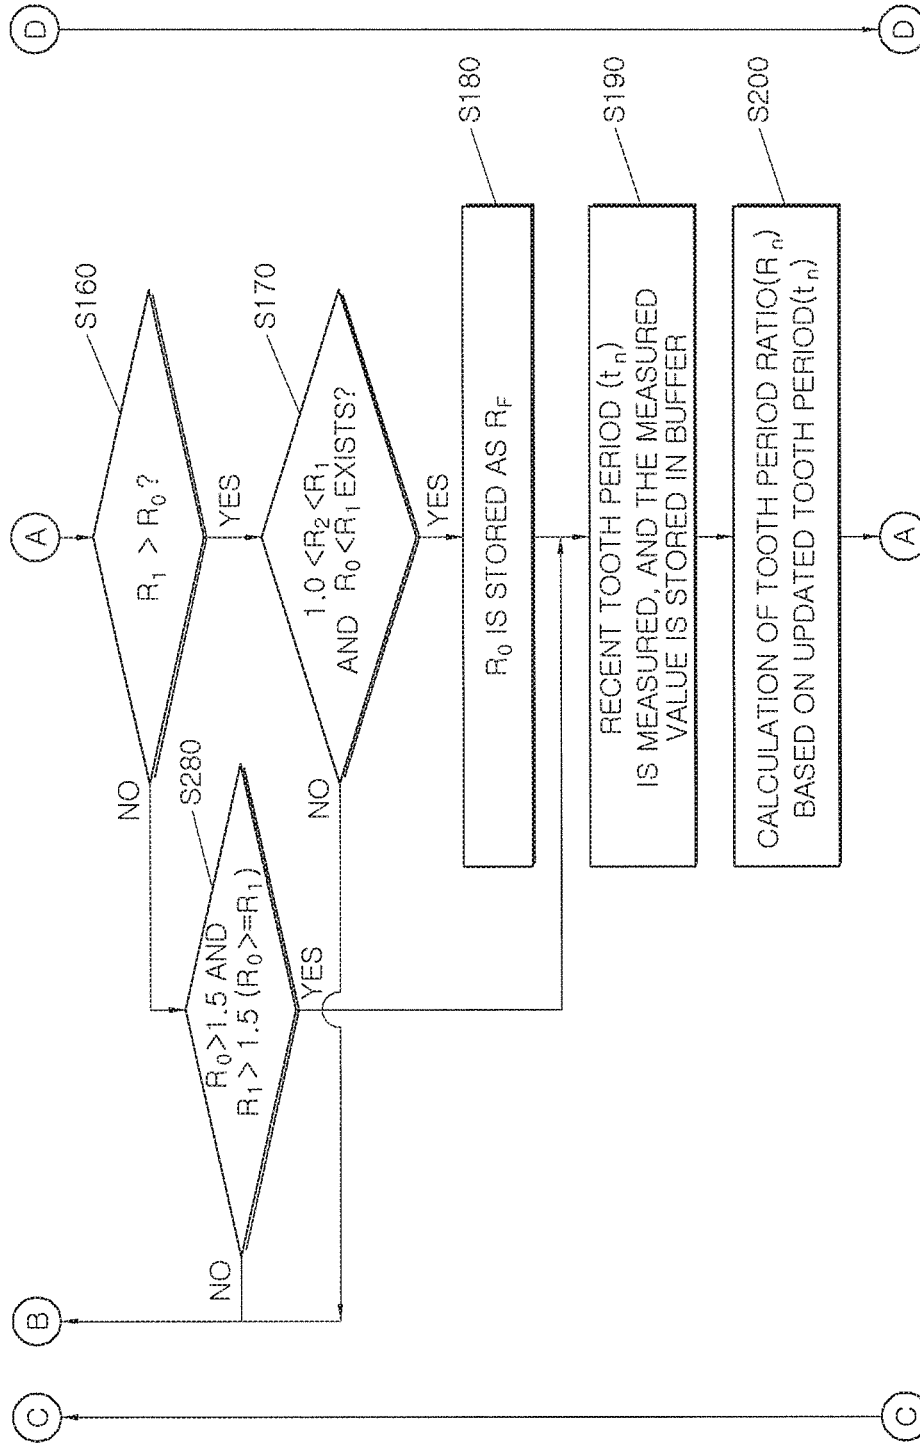 C
B
A
D
R1 > R0 ?
S160
YES
NO
R0 >1.5 AND
R1 > 1.5 (R0 >=R1)
S280
YES
NO
1.0 <R2 <R1
AND R0 <R1 EXISTS?
S170
YES
NO
R0 IS STORED AS RF
S180
RECENT TOOTH PERIOD (tn)
IS MEASURED, AND THE MEASURED
VALUE IS STORED IN BUFFER
S190
CALCULATION OF TOOTH PERIOD RATIO(Rn)
BASED ON UPDATED TOOTH PERIOD(tn)
S200
C
A
D